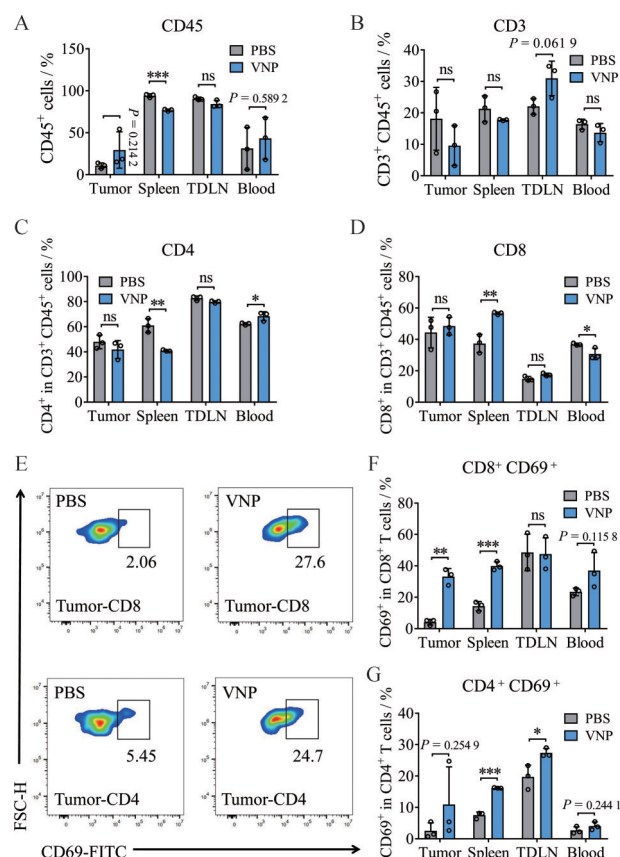 A
CD45
PBS
VNP
CD45⁺ cells / %
100
50
0
P = 0.214 2
***
ns
P = 0.589 2
Tumor Spleen TDLN Blood
B
CD3
PBS
VNP
CD3⁺ CD45⁺ cells / %
50
40
30
20
10
0
ns
ns
P = 0.061 9
ns
Tumor Spleen TDLN Blood
C
CD4
PBS
VNP
CD4⁺ in CD3⁺ CD45⁺ cells / %
100
80
60
40
20
0
ns
**
ns
*
Tumor Spleen TDLN Blood
D
CD8
PBS
VNP
CD8⁺ in CD3⁺ CD45⁺ cells / %
80
60
40
20
0
ns
**
ns
*
Tumor Spleen TDLN Blood
E
PBS
2.06
Tumor-CD8
VNP
27.6
Tumor-CD8
PBS
5.45
Tumor-CD4
VNP
24.7
Tumor-CD4
FSC-H
CD69-FITC
F
CD8⁺ CD69⁺
PBS
VNP
CD69⁺ in CD8⁺ T cells / %
80
60
40
20
0
**
***
ns
P = 0.115 8
Tumor Spleen TDLN Blood
G
CD4⁺ CD69⁺
PBS
VNP
CD69⁺ in CD4⁺ T cells / %
40
30
20
10
0
P = 0.254 9
***
*
P = 0.244 1
Tumor Spleen TDLN Blood